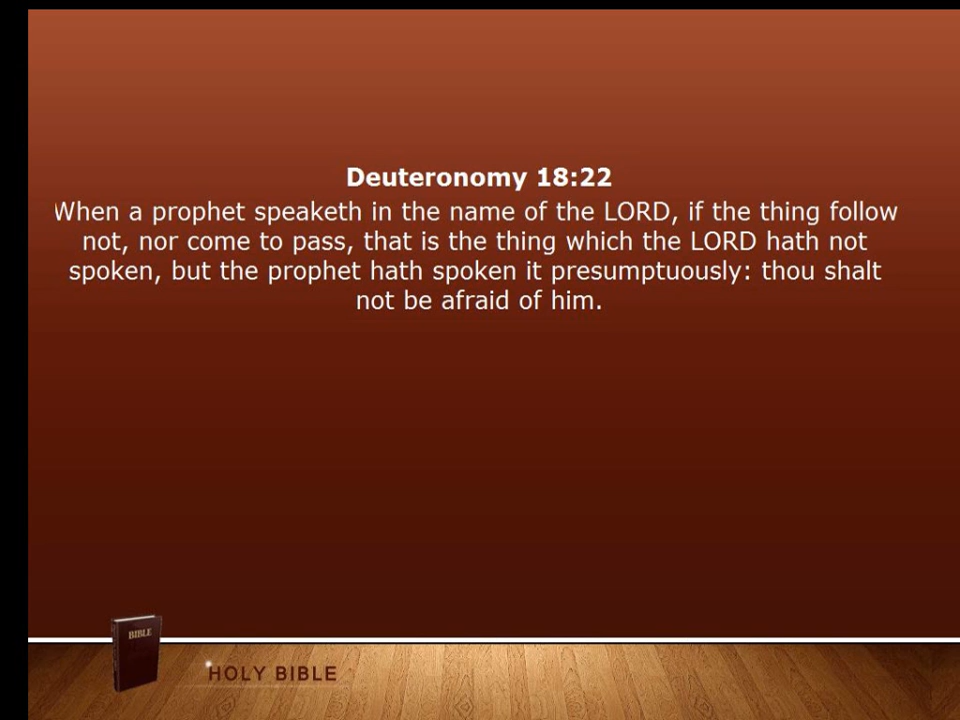 Deuteronomy 18:22
When a prophet speaketh in the name of the LORD, if the thing follow
not, nor come to pass, that is the thing which the LORD hath not
spoken, but the prophet hath spoken it presumptuously: thou shalt
not be afraid of him.
BIBLE
HOLY BIBLE